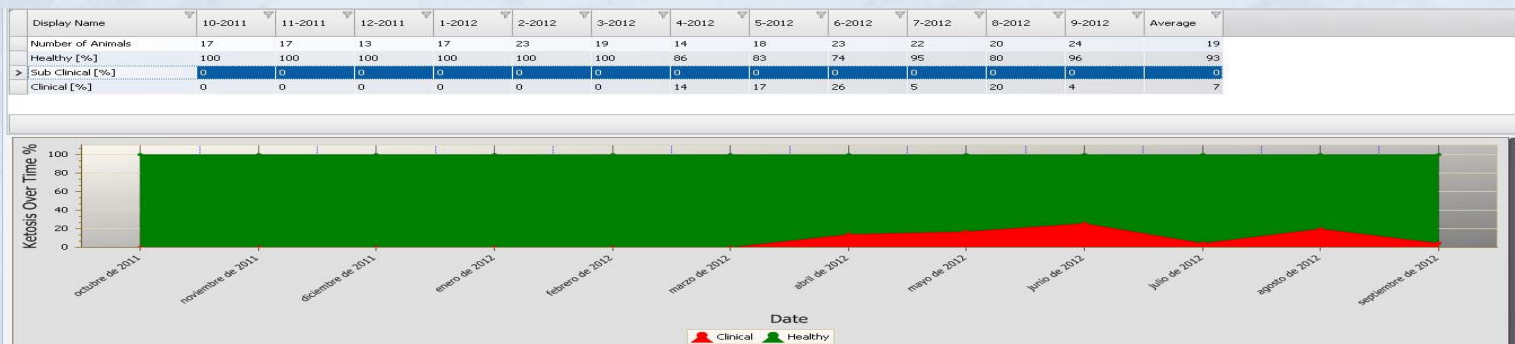 Display Name 10-2011 11-2011 12-2011 1-2012 2-2012 3-2012 4-2012 5-2012 6-2012 7-2012 8-2012 9-2012 Average
Number of Animals 17 17 13 17 23 19 14 18 23 22 20 24 19
Healthy [%] 100 100 100 100 100 100 86 83 74 95 80 96 93
> Sub Clinical [%] 0 0 0 0 0 0 0 0 0 0 0 0 0
Clinical [%] 0 0 0 0 0 0 14 17 26 5 20 4 7
Ketosis Over Time %
100
80
60
40
20
0
octubre de 2011 noviembre de 2011 diciembre de 2011 enero de 2012 febrero de 2012 marzo de 2012 abril de 2012 mayo de 2012 junio de 2012 julio de 2012 agosto de 2012 septiembre de 2012
Date
Clinical Healthy